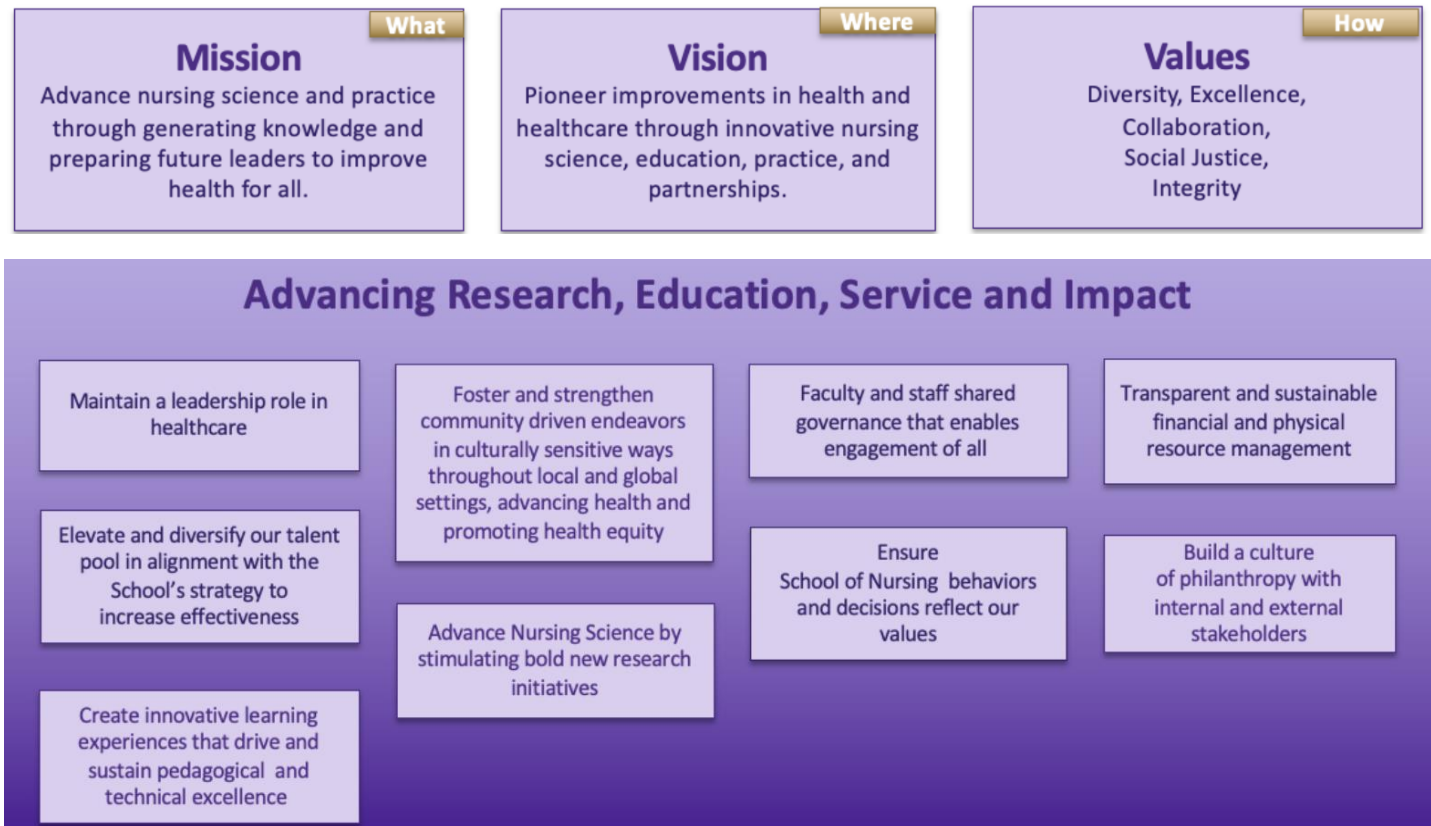 What
Mission
Advance nursing science and practice
through generating knowledge and
preparing future leaders to improve
health for all.
Where
Vision
Pioneer improvements in health and
healthcare through innovative nursing
science, education, practice, and
partnerships.
How
Values
Diversity, Excellence,
Collaboration,
Social Justice,
Integrity
Advancing Research, Education, Service and Impact
Maintain a leadership role in
healthcare
Elevate and diversify our talent
pool in alignment with the
School's strategy to
increase effectiveness
Create innovative learning
experiences that drive and
sustain pedagogical and
technical excellence
Foster and strengthen
community driven endeavors
in culturally sensitive ways
throughout local and global
settings, advancing health and
promoting health equity
Advance Nursing Science by
stimulating bold new research
initiatives
Faculty and staff shared
governance that enables
engagement of all
Ensure
School of Nursing behaviors
and decisions reflect our
values
Transparent and sustainable
financial and physical
resource management
Build a culture
of philanthropy with
internal and external
stakeholders